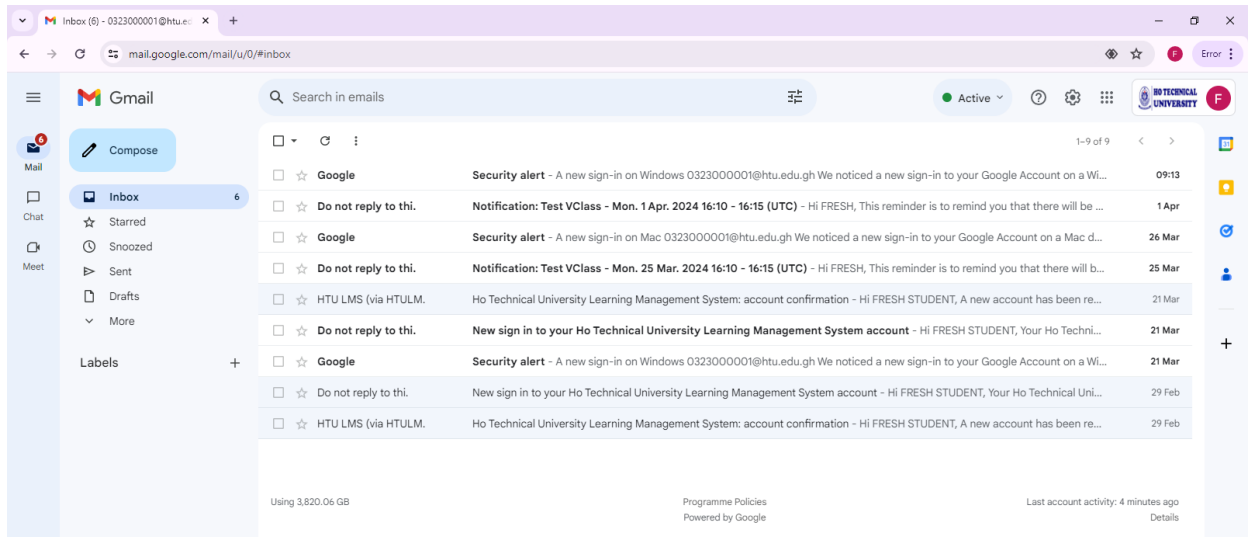 Inbox (6) - 0323000001@htu.ed
mail.google.com/mail/u/0/#inbox
F
Error
Gmail
Search in emails
Active
HO TECHNICAL
UNIVERSITY
F
6
Mail
Chat
Meet
Compose
Inbox 6
Starred
Snoozed
Sent
Drafts
More
Labels
1–9 of 9
Google Security alert - A new sign-in on Windows 0323000001@htu.edu.gh We noticed a new sign-in to your Google Account on a Wi... 09:13
Do not reply to thi. Notification: Test VClass - Mon. 1 Apr. 2024 16:10 - 16:15 (UTC) - Hi FRESH, This reminder is to remind you that there will be ... 1 Apr
Google Security alert - A new sign-in on Mac 0323000001@htu.edu.gh We noticed a new sign-in to your Google Account on a Mac d... 26 Mar
Do not reply to thi. Notification: Test VClass - Mon. 25 Mar. 2024 16:10 - 16:15 (UTC) - Hi FRESH, This reminder is to remind you that there will b... 25 Mar
HTU LMS (via HTULM. Ho Technical University Learning Management System: account confirmation - Hi FRESH STUDENT, A new account has been re... 21 Mar
Do not reply to thi. New sign in to your Ho Technical University Learning Management System account - Hi FRESH STUDENT, Your Ho Techni... 21 Mar
Google Security alert - A new sign-in on Windows 0323000001@htu.edu.gh We noticed a new sign-in to your Google Account on a Wi... 21 Mar
Do not reply to thi. New sign in to your Ho Technical University Learning Management System account - Hi FRESH STUDENT, Your Ho Technical Uni... 29 Feb
HTU LMS (via HTULM. Ho Technical University Learning Management System: account confirmation - Hi FRESH STUDENT, A new account has been re... 29 Feb
Using 3,820.06 GB
Programme Policies
Powered by Google
Last account activity: 4 minutes ago
Details
31